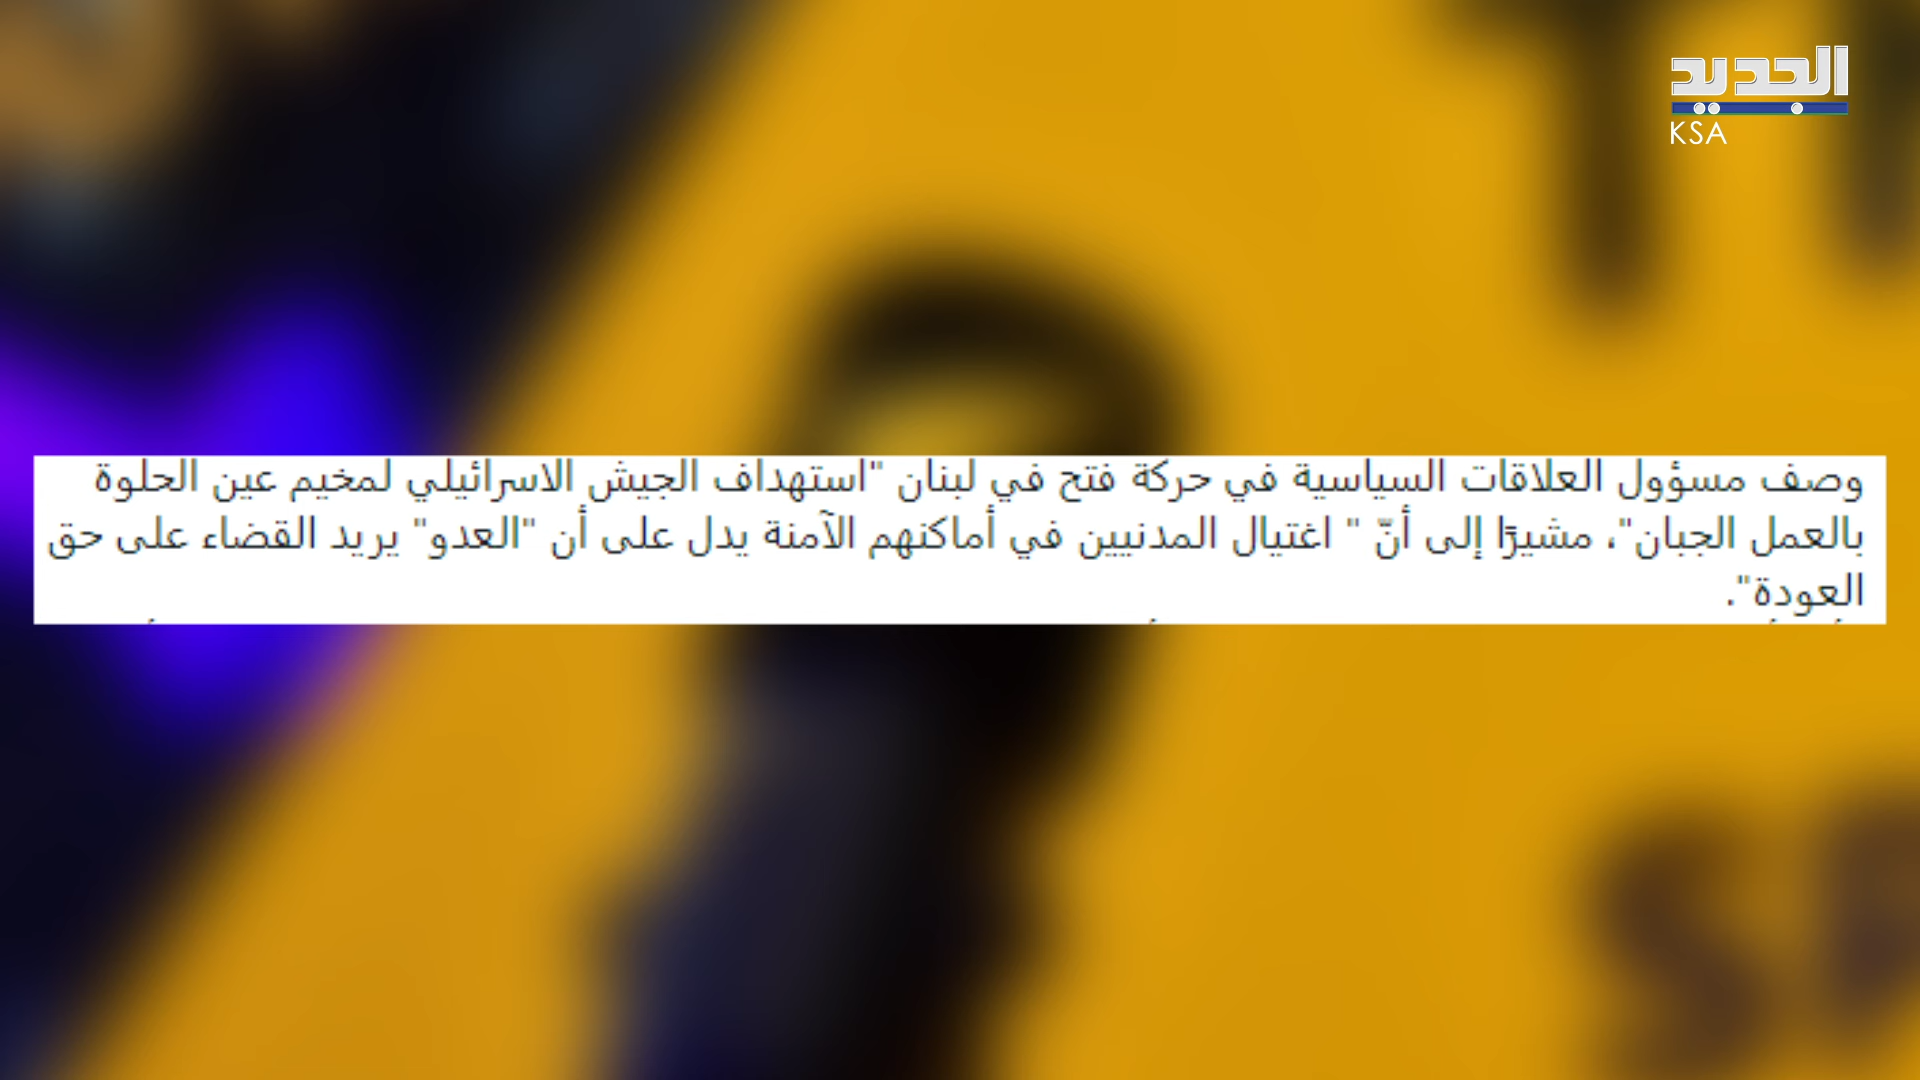 الجديد
KSA
وصف مسؤول العلاقات السياسية في حركة فتح في لبنان "استهداف الجيش الاسرائيلي لمخيم عين الحلوة
بالعمل الجبان"، مشيرًا إلى أنّ " اغتيال المدنيين في أماكنهم الآمنة يدل على أن "العدو" يريد القضاء على حق
العودة".